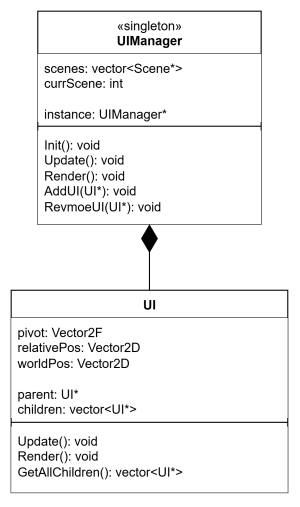 «singleton»
UIManager
scenes: vector<Scene*>
currScene: int
instance: UIManager*
Init(): void
Update(): void
Render(): void
AddUI(UI*): void
RevmoeUI(UI*): void
UI
pivot: Vector2F
relativePos: Vector2D
worldPos: Vector2D
parent: UI*
children: vector<UI*>
Update(): void
Render(): void
GetAllChildren(): vector<UI*>